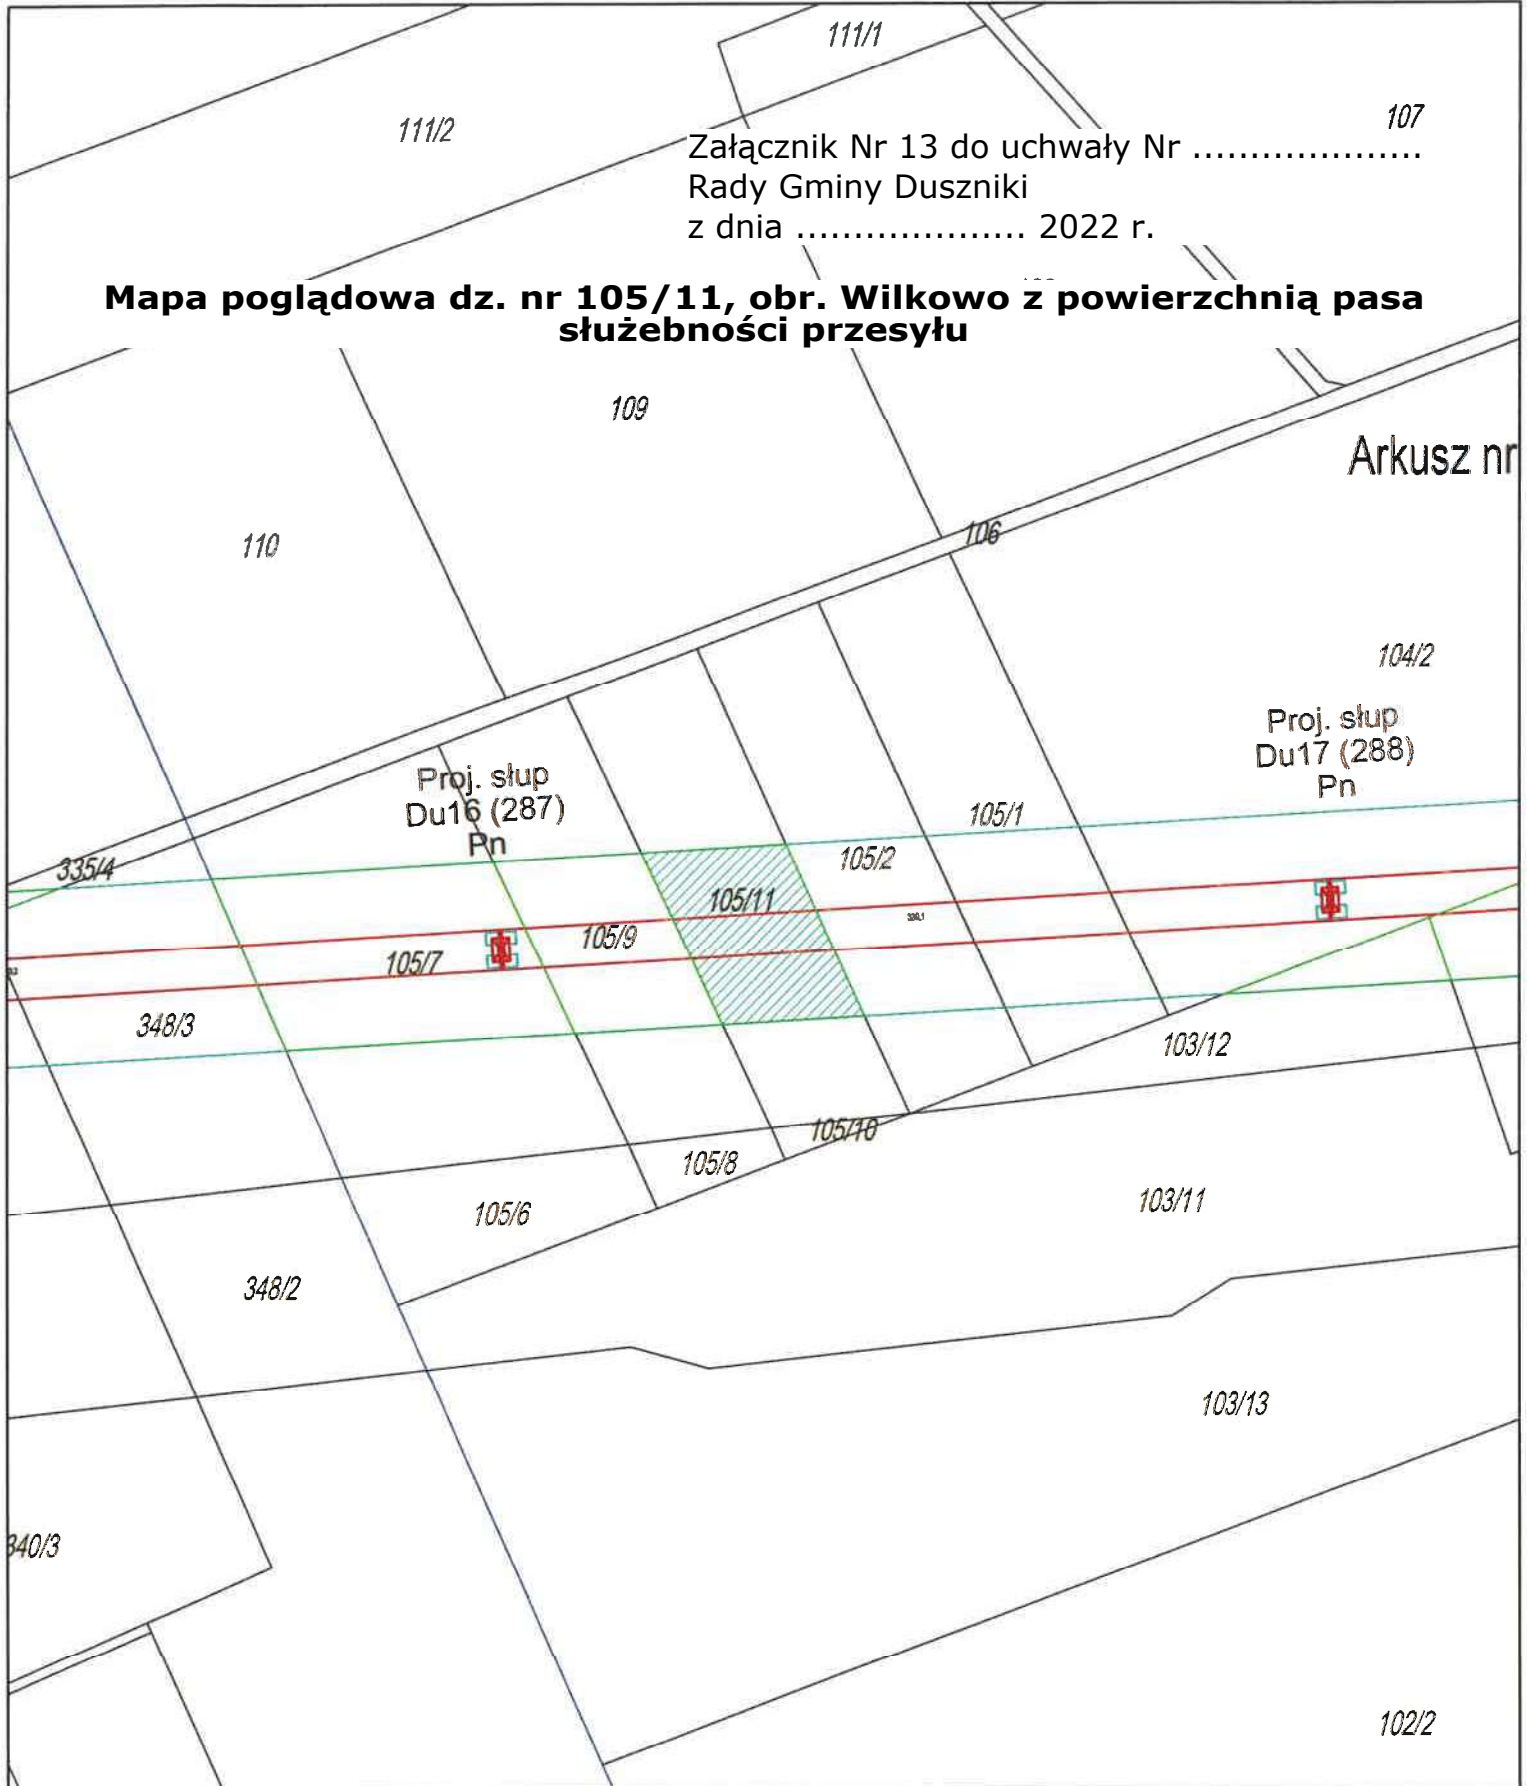 111/1
107
111/2
Załącznik Nr 13 do uchwały Nr ....................
Rady Gminy Duszniki
z dnia .................... 2022 r.
Mapa poglądowa dz. nr 105/11, obr. Wilkowo z powierzchnią pasa
służebności przesyłu
109
Arkusz nr
106
110
104/2
Proj. słup
Du17 (288)
Pn
Proj. słup
Du16 (287)
Pn
105/1
105/2
335/4
105/11
105/9
105/7
348/3
103/12
105/10
105/8
103/11
105/6
348/2
103/13
340/3
102/2